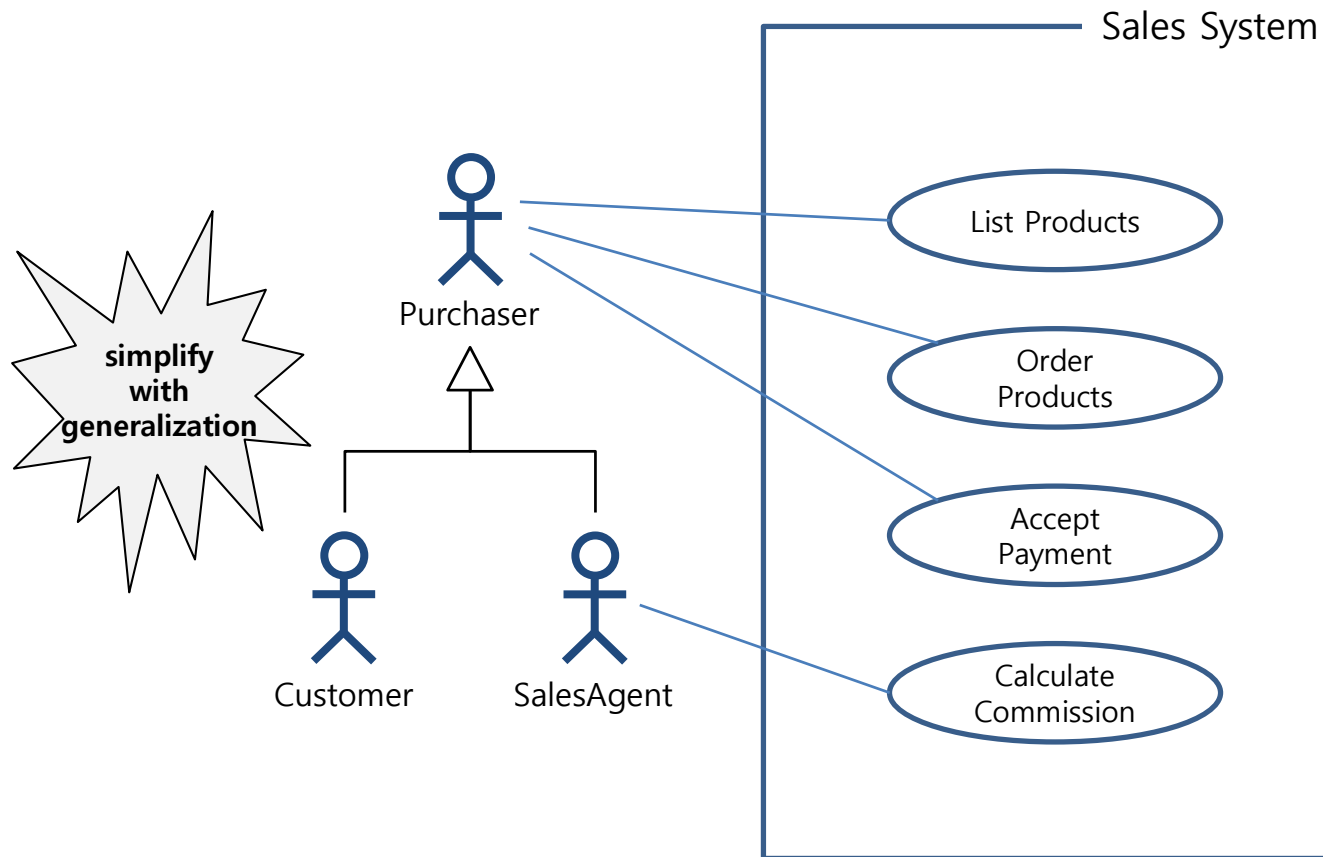 Sales System
List Products
Purchaser
simplify
with
generalization
Order
Products
Accept
Payment
Customer
SalesAgent
Calculate
Commission